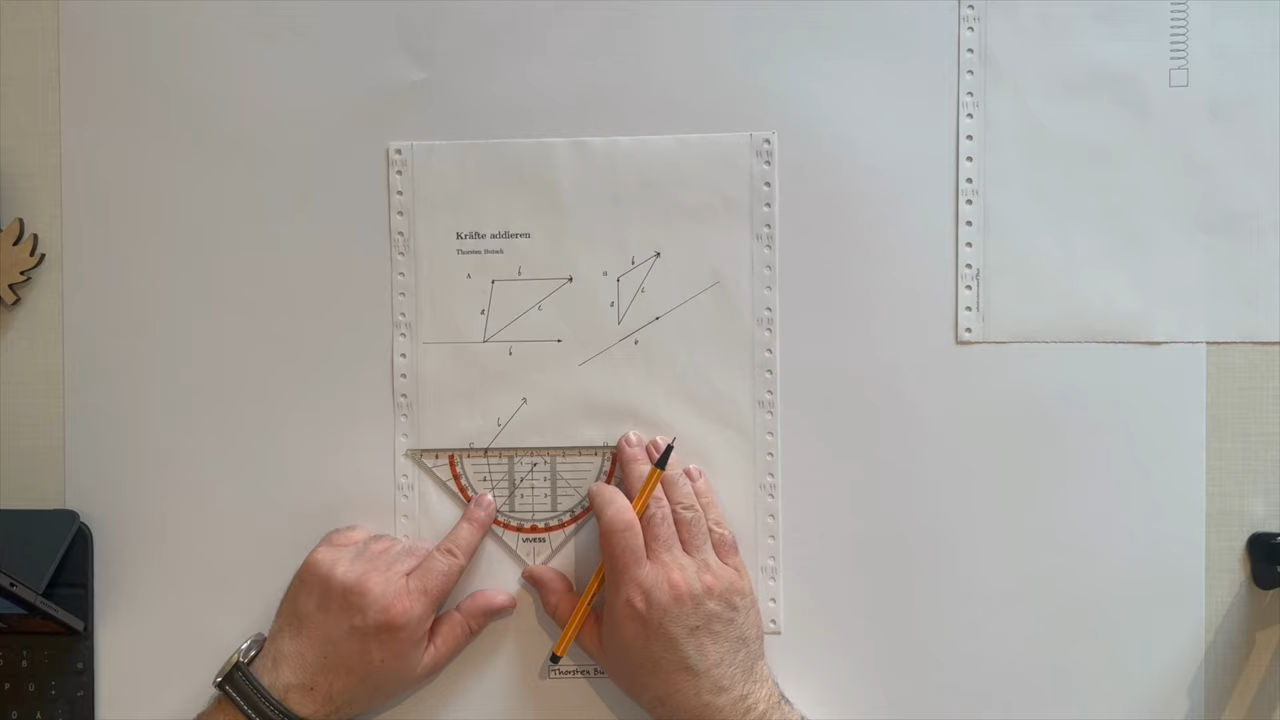 Kräfte addieren
Thorsten Butsch
A
b
a
c
b
B
b
a
c
b
b
C
D
VIVESS
Thorsten Bu